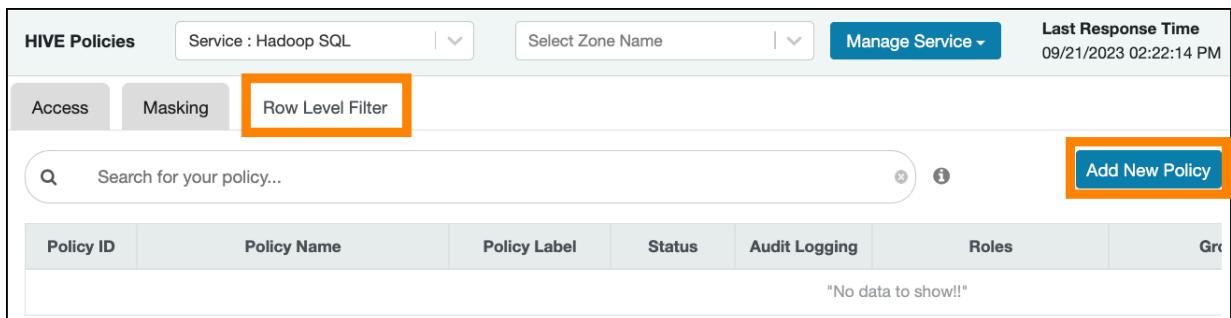 HIVE Policies
Service : Hadoop SQL
Select Zone Name
Manage Service
Last Response Time
09/21/2023 02:22:14 PM
Access
Masking
Row Level Filter
Search for your policy...
Add New Policy
Policy ID
Policy Name
Policy Label
Status
Audit Logging
Roles
Gro
"No data to show!!"